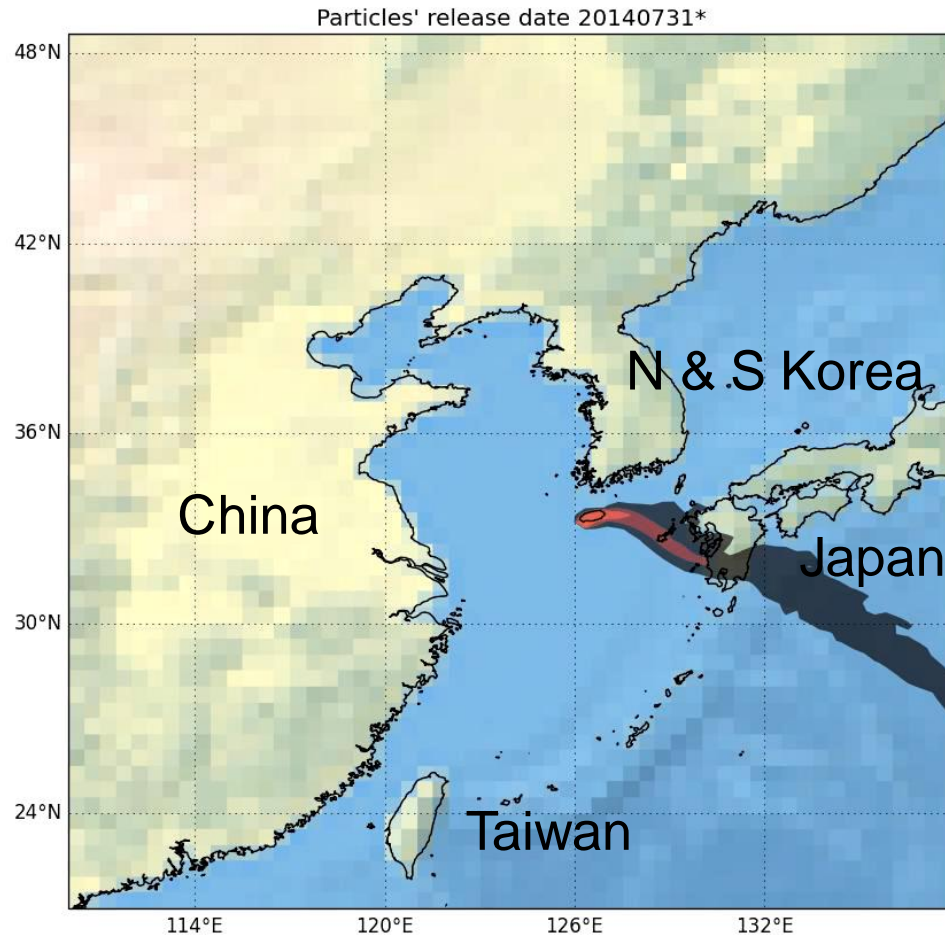 Particles' release date 20140731*
48°N
42°N
N & S Korea
36°N
China
Japan
30°N
24°N
Taiwan
114°E
120°E
126°E
132°E